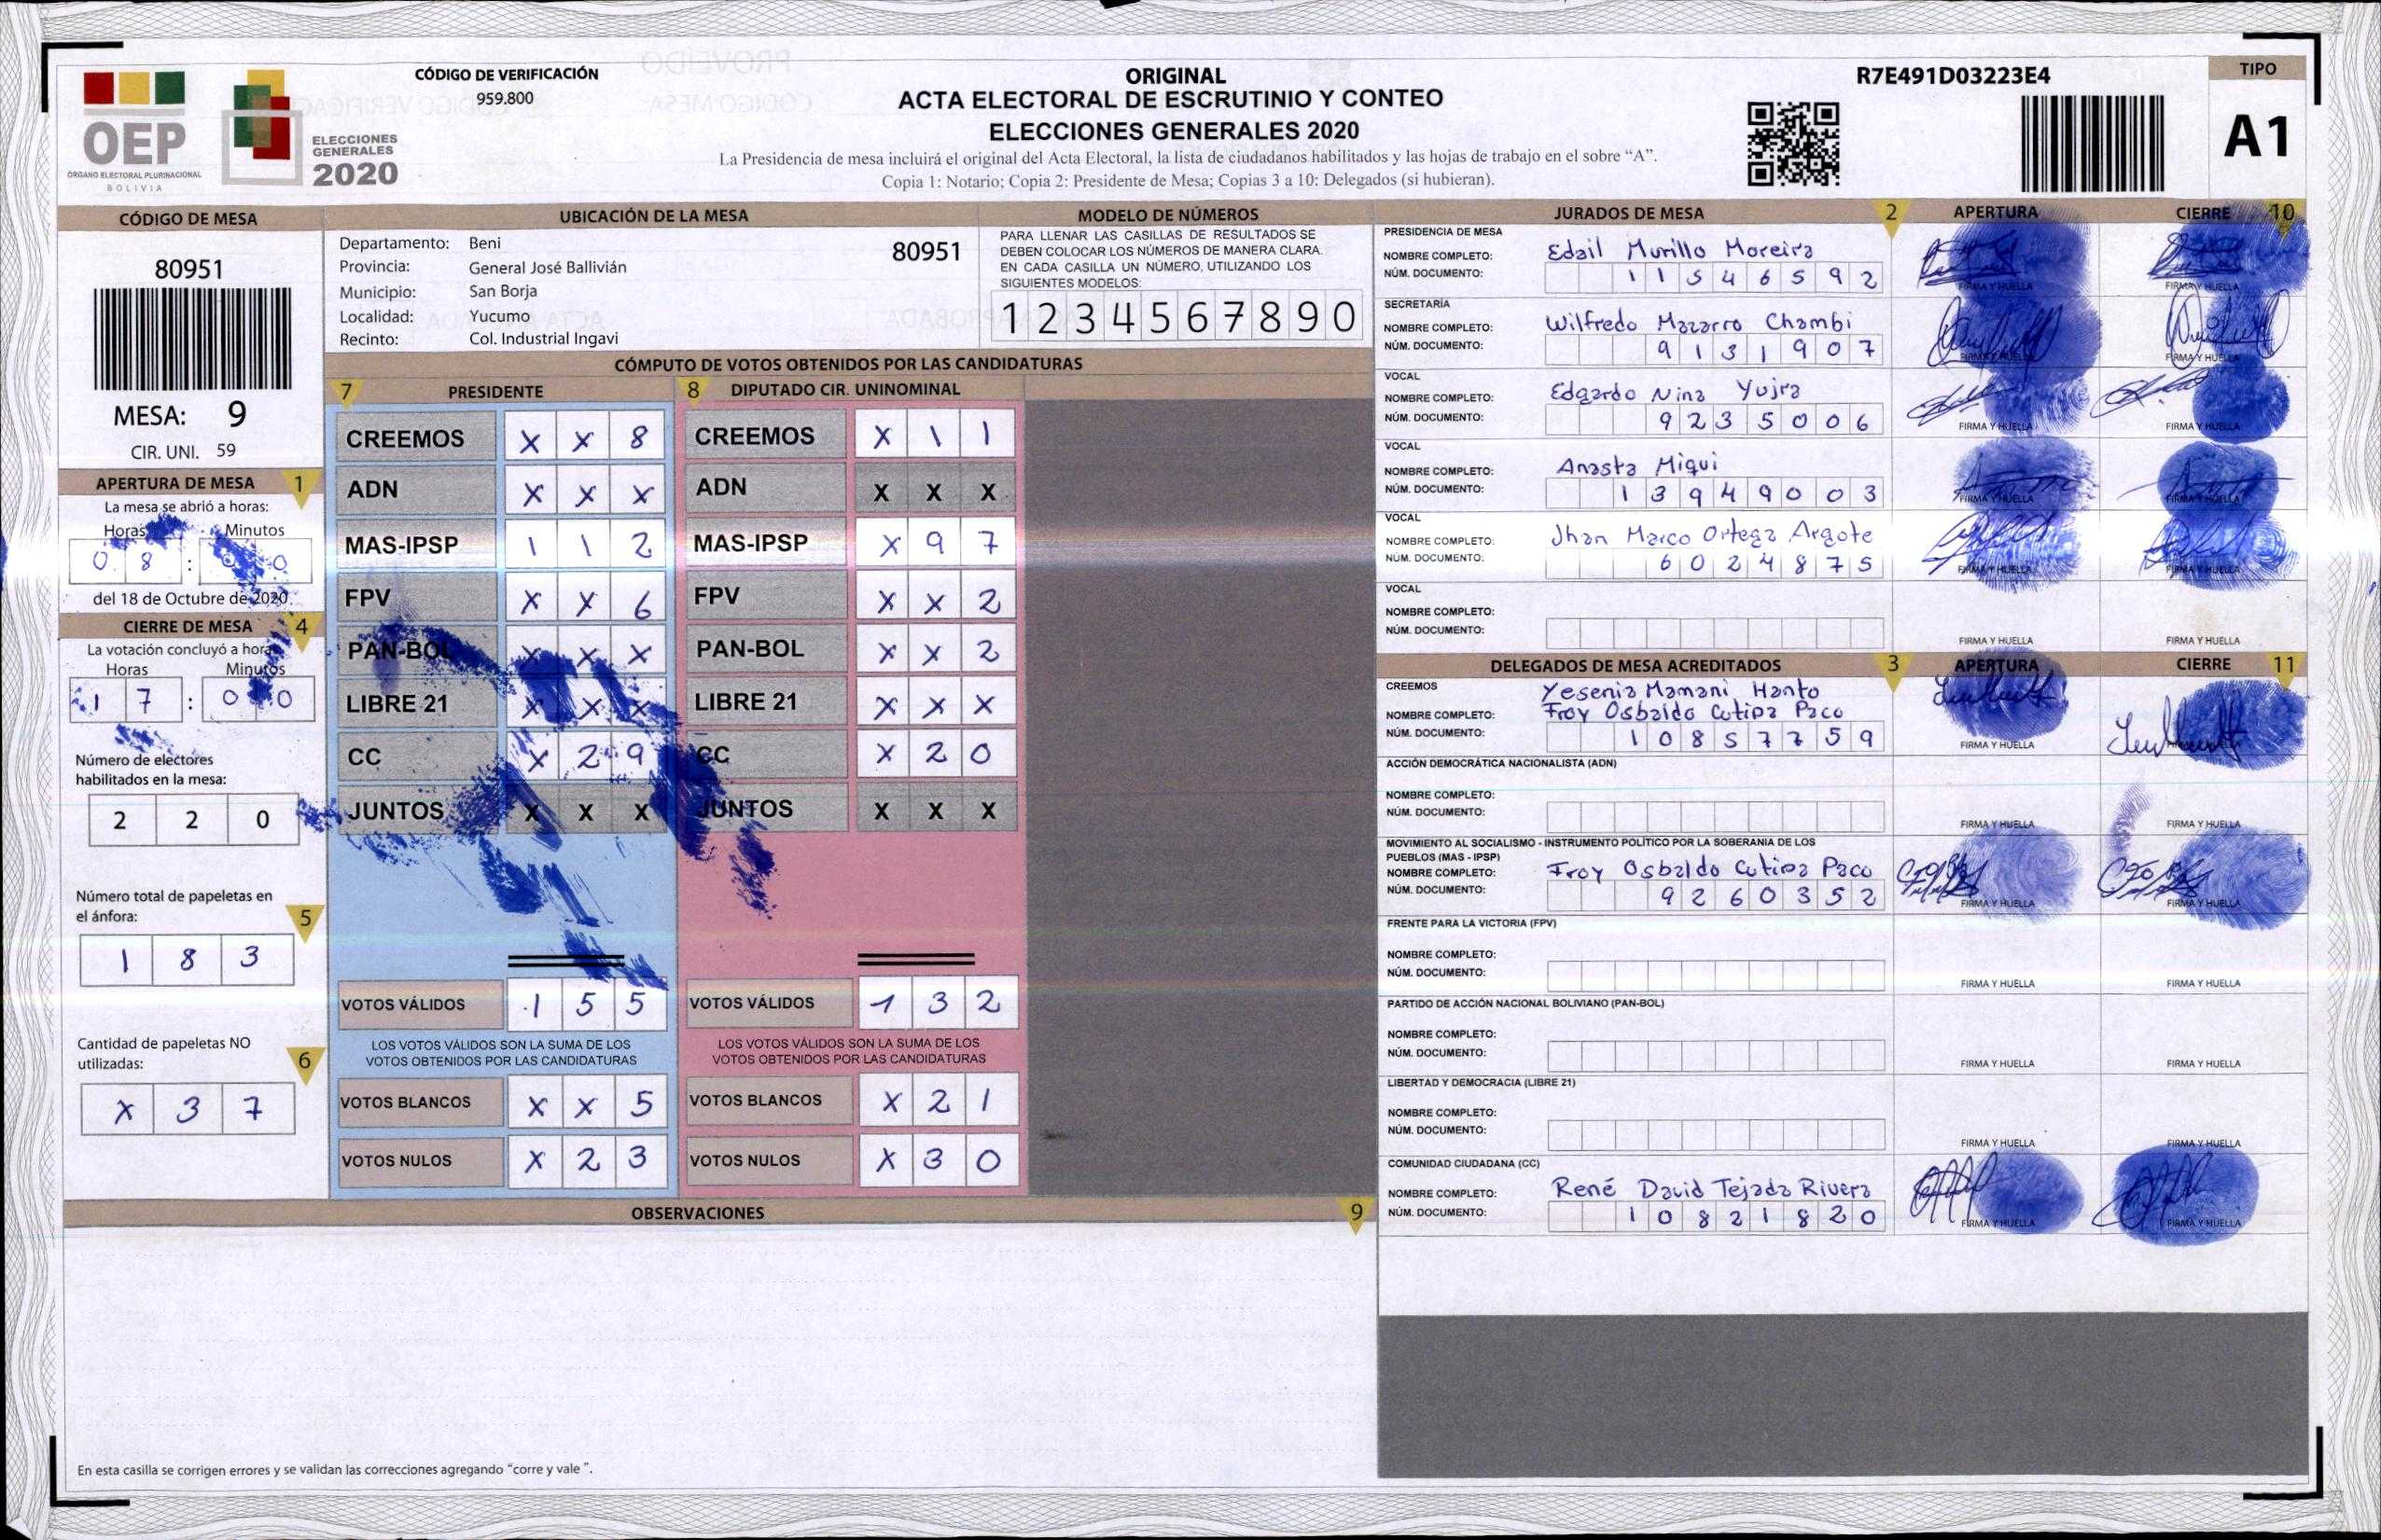 CÓDIGO DE VERIFICACIÓN
959.800
ORIGINAL
ACTA ELECTORAL DE ESCRUTINIO Y CONTEO
ELECCIONES GENERALES 2020
La Presidencia de mesa incluirá el original del Acta Electoral, la lista de ciudadanos habilitados y las hojas de trabajo en el sobre “A”.
Copia 1: Notario; Copia 2: Presidente de Mesa; Copias 3 a 10: Delegados (si hubieran).
R7E491D03223E4
TIPO
A1
OEP
ÓRGANO ELECTORAL PLURINACIONAL
BOLIVIA
ELECCIONES
GENERALES
2020
CÓDIGO DE MESA
80951
MESA: 9
CIR. UNI. 59
UBICACIÓN DE LA MESA
Departamento: Beni
80951
Provincia: General José Ballivián
Municipio: San Borja
Localidad: Yucumo
Recinto: Col. Industrial Ingavi
MODELO DE NÚMEROS
PARA LLENAR LAS CASILLAS DE RESULTADOS SE
DEBEN COLOCAR LOS NÚMEROS DE MANERA CLARA.
EN CADA CASILLA UN NÚMERO, UTILIZANDO LOS
SIGUIENTES MODELOS:
1 2 3 4 5 6 7 8 9 0
APERTURA DE MESA 1
La mesa se abrió a horas:
Horas Minutos
0 8 : 0 0
del 18 de Octubre de 2020
CIERRE DE MESA 4
La votación concluyó a horas
Horas Minutos
1 7 : 0 0
Número de electores
habilitados en la mesa:
2 2 0
Número total de papeletas en
el ánfora: 5
1 8 3
Cantidad de papeletas NO
utilizadas: 6
X 3 7
CÓMPUTO DE VOTOS OBTENIDOS POR LAS CANDIDATURAS
7 PRESIDENTE
CREEMOS X X 8
ADN X X X
MAS-IPSP 1 1 2
FPV X X 6
PAN-BOL X X X
LIBRE 21 X X X
CC X 2 9
JUNTOS X X X
VOTOS VÁLIDOS 1 5 5
LOS VOTOS VÁLIDOS SON LA SUMA DE LOS
VOTOS OBTENIDOS POR LAS CANDIDATURAS
VOTOS BLANCOS X X 5
VOTOS NULOS X 2 3
8 DIPUTADO CIR. UNINOMINAL
CREEMOS X 1 1
ADN X X X
MAS-IPSP X 9 7
FPV X X 2
PAN-BOL X X 2
LIBRE 21 X X X
CC X 2 0
JUNTOS X X X
VOTOS VÁLIDOS 1 3 2
LOS VOTOS VÁLIDOS SON LA SUMA DE LOS
VOTOS OBTENIDOS POR LAS CANDIDATURAS
VOTOS BLANCOS X 2 1
VOTOS NULOS X 3 0
OBSERVACIONES 9
En esta casilla se corrigen errores y se validan las correcciones agregando “corre y vale ”.
JURADOS DE MESA 2 APERTURA CIERRE 10
PRESIDENCIA DE MESA
NOMBRE COMPLETO: Edail Murillo Moreira
NÚM. DOCUMENTO: 1 1 5 4 6 5 9 2
FIRMA Y HUELLA FIRMA Y HUELLA
SECRETARÍA
NOMBRE COMPLETO: Wilfredo Mazarro Chambi
NÚM. DOCUMENTO: 9 1 3 1 9 0 7
FIRMA Y HUELLA FIRMA Y HUELLA
VOCAL
NOMBRE COMPLETO: Edgardo Nina Yujra
NÚM. DOCUMENTO: 9 2 3 5 0 0 6
FIRMA Y HUELLA FIRMA Y HUELLA
VOCAL
NOMBRE COMPLETO: Anasta Miqui
NÚM. DOCUMENTO: 1 3 9 4 9 0 0 3
FIRMA Y HUELLA FIRMA Y HUELLA
VOCAL
NOMBRE COMPLETO: Jhan Marco Ortega Argote
NÚM. DOCUMENTO: 6 0 2 4 8 7 5
FIRMA Y HUELLA FIRMA Y HUELLA
VOCAL
NOMBRE COMPLETO:
NÚM. DOCUMENTO:
FIRMA Y HUELLA FIRMA Y HUELLA
DELEGADOS DE MESA ACREDITADOS 3 APERTURA CIERRE 11
CREEMOS Yesenia Mamani Hanto
NOMBRE COMPLETO: Froy Osbaldo Cutipa Paco
NÚM. DOCUMENTO: 1 0 8 5 7 7 5 9
FIRMA Y HUELLA FIRMA Y HUELLA
ACCIÓN DEMOCRÁTICA NACIONALISTA (ADN)
NOMBRE COMPLETO:
NÚM. DOCUMENTO:
FIRMA Y HUELLA FIRMA Y HUELLA
MOVIMIENTO AL SOCIALISMO - INSTRUMENTO POLÍTICO POR LA SOBERANIA DE LOS
PUEBLOS (MAS - IPSP)
NOMBRE COMPLETO: Froy Osbaldo Cutipa Paco
NÚM. DOCUMENTO: 9 2 6 0 3 5 2
FIRMA Y HUELLA FIRMA Y HUELLA
FRENTE PARA LA VICTORIA (FPV)
NOMBRE COMPLETO:
NÚM. DOCUMENTO:
FIRMA Y HUELLA FIRMA Y HUELLA
PARTIDO DE ACCIÓN NACIONAL BOLIVIANO (PAN-BOL)
NOMBRE COMPLETO:
NÚM. DOCUMENTO:
FIRMA Y HUELLA FIRMA Y HUELLA
LIBERTAD Y DEMOCRACIA (LIBRE 21)
NOMBRE COMPLETO:
NÚM. DOCUMENTO:
FIRMA Y HUELLA FIRMA Y HUELLA
COMUNIDAD CIUDADANA (CC)
NOMBRE COMPLETO: René David Tejada Rivera
NÚM. DOCUMENTO: 1 0 8 2 1 8 2 0
FIRMA Y HUELLA FIRMA Y HUELLA